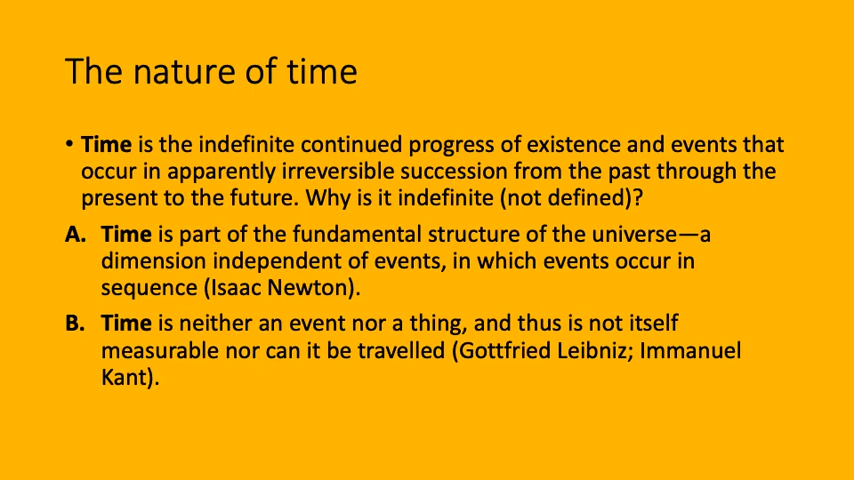 The nature of time
• Time is the indefinite continued progress of existence and events that
occur in apparently irreversible succession from the past through the
present to the future. Why is it indefinite (not defined)?
A. Time is part of the fundamental structure of the universe—a
dimension independent of events, in which events occur in
sequence (Isaac Newton).
B. Time is neither an event nor a thing, and thus is not itself
measurable nor can it be travelled (Gottfried Leibniz; Immanuel
Kant).